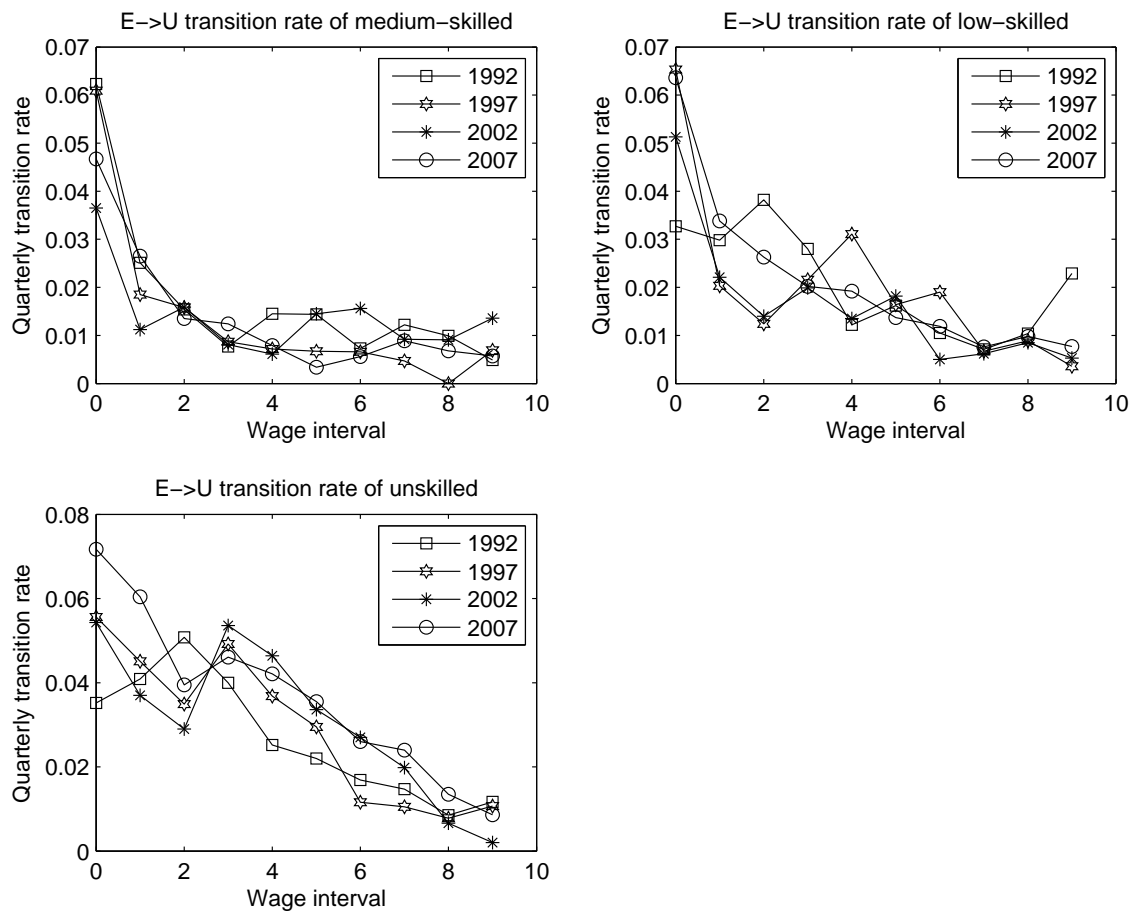 E->U transition rate of medium-skilled
0.07
0.06
0.05
0.04
0.03
0.02
0.01
0
Quarterly transition rate
1992
1997
2002
2007
0 2 4 6 8 10
Wage interval
E->U transition rate of low-skilled
0.07
0.06
0.05
0.04
0.03
0.02
0.01
0
Quarterly transition rate
1992
1997
2002
2007
0 2 4 6 8 10
Wage interval
E->U transition rate of unskilled
0.08
0.06
0.04
0.02
0
Quarterly transition rate
1992
1997
2002
2007
0 2 4 6 8 10
Wage interval